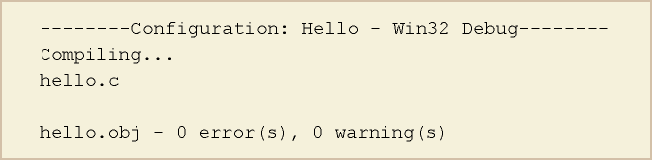 --------Configuration: Hello - Win32 Debug--------
Compiling...
hello.c
hello.obj - 0 error(s), 0 warning(s)